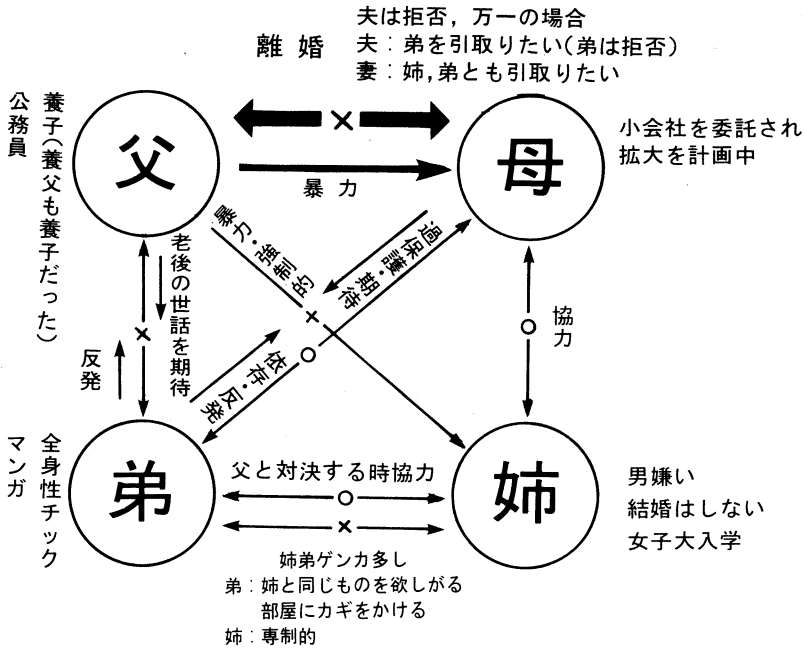 夫は拒否，万一の場合
離婚
夫：弟を引取りたい(弟は拒否)
妻：姉,弟とも引取りたい
公務員
養子(養父も養子だった)
父
×
暴力
母
小会社を委託され
拡大を計画中
暴力・強制的
×
過保護・期待
○
依存・反発
老後の世話を期待
×
反発
○
協力
マンガ
全身性チック
弟
父と対決する時協力
○
×
姉
男嫌い
結婚はしない
女子大入学
姉弟ゲンカ多し
弟：姉と同じものを欲しがる
部屋にカギをかける
姉：専制的